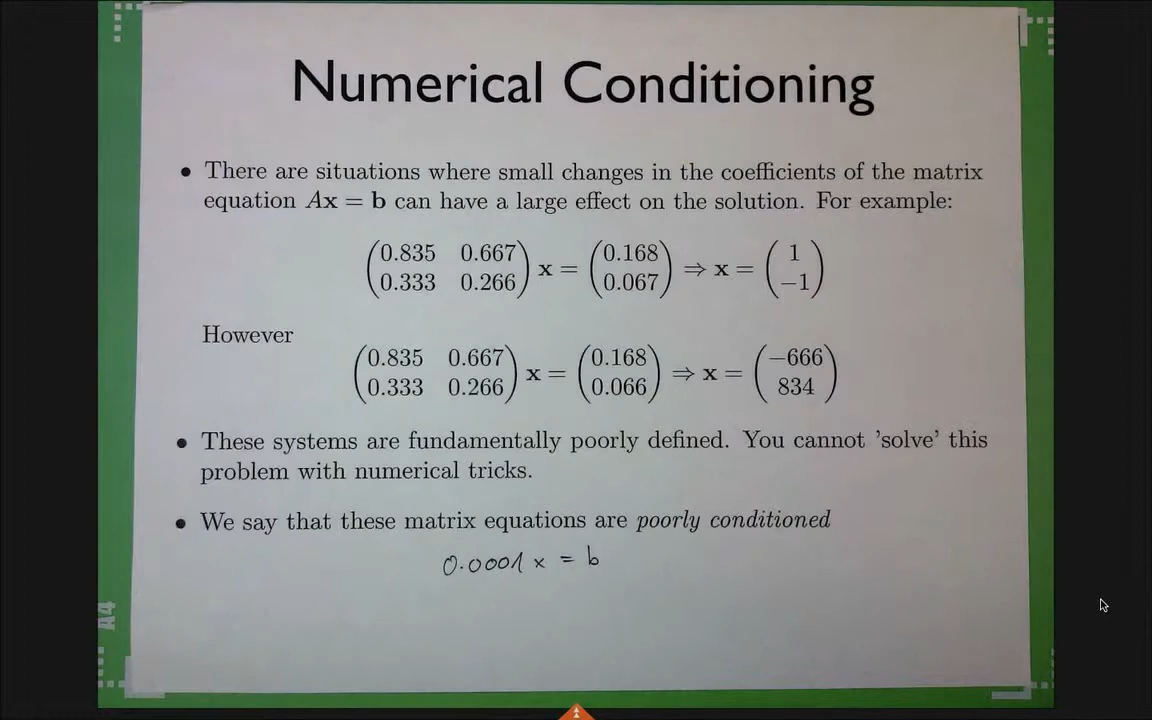 Numerical Conditioning
• There are situations where small changes in the coefficients of the matrix
equation Ax = b can have a large effect on the solution. For example:
(0.835 0.667; 0.333 0.266) x = (0.168; 0.067) ⇒ x = (1; −1)
However
(0.835 0.667; 0.333 0.266) x = (0.168; 0.066) ⇒ x = (−666; 834)
• These systems are fundamentally poorly defined. You cannot 'solve' this
problem with numerical tricks.
• We say that these matrix equations are poorly conditioned
0.0001 x = b
A4